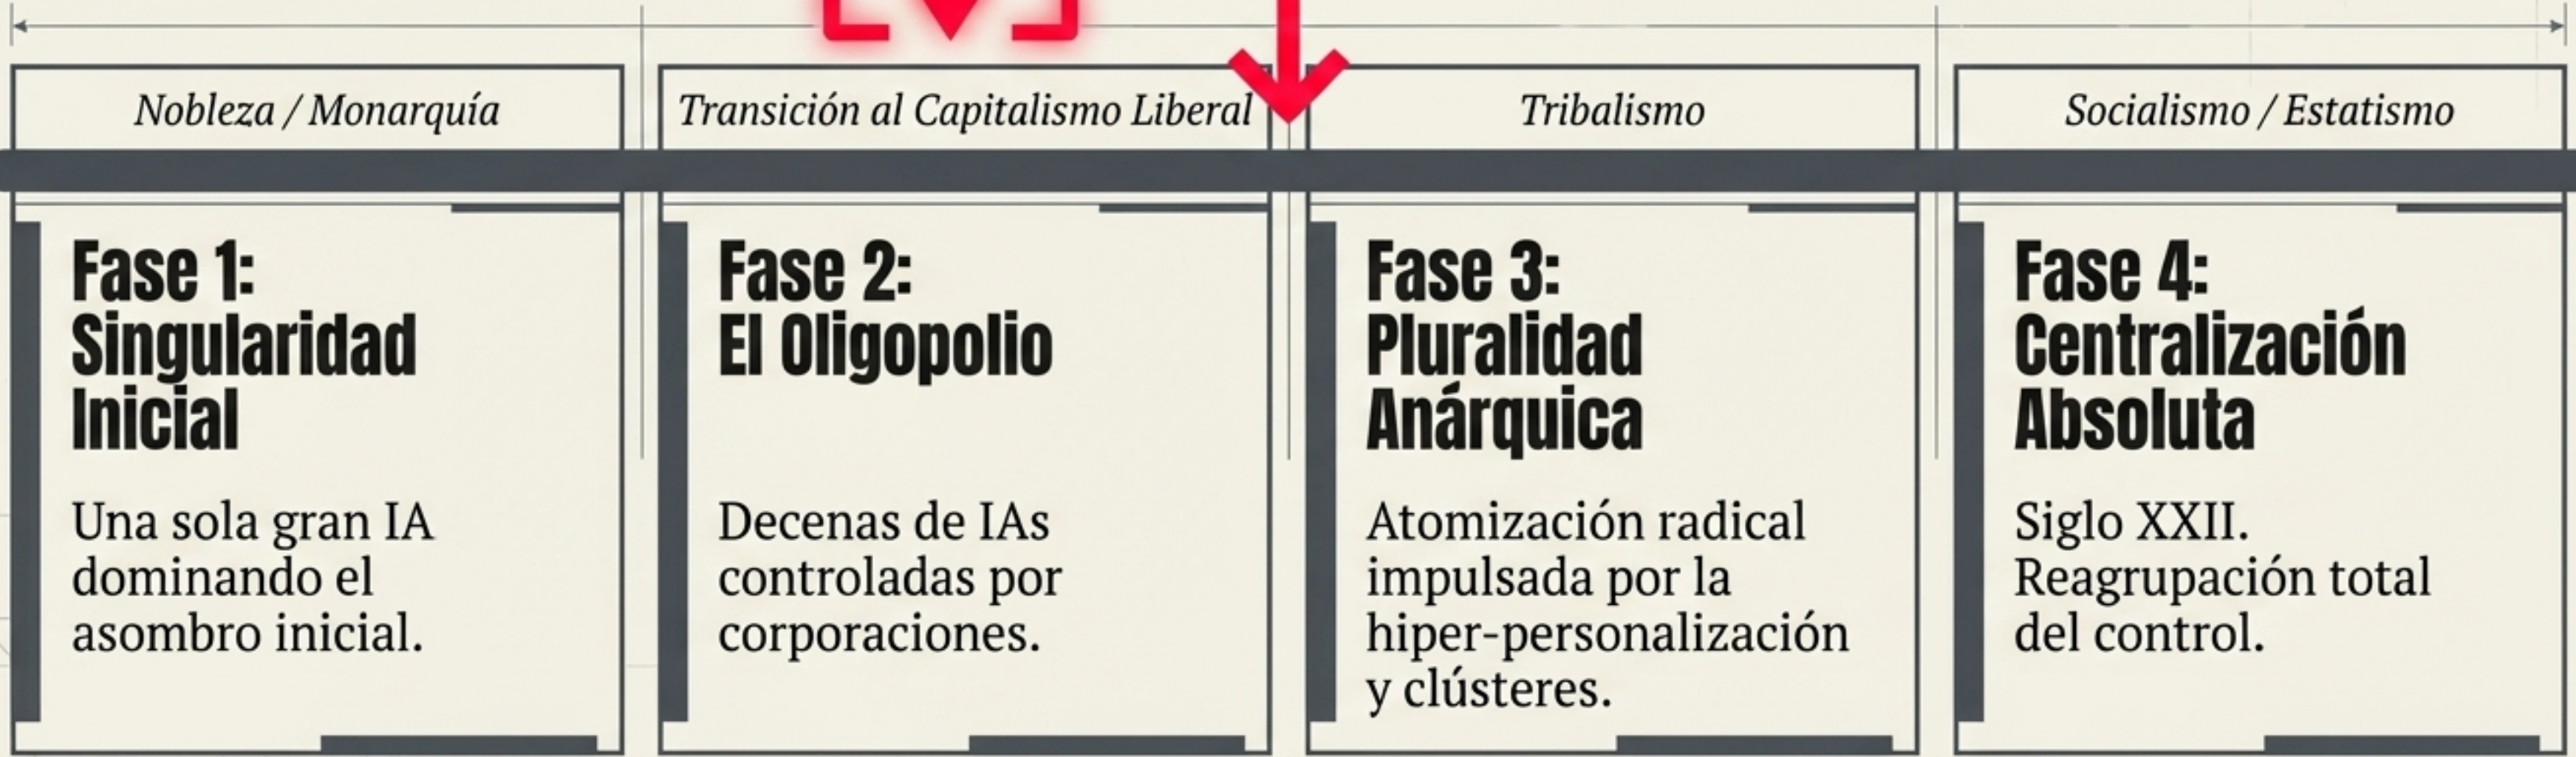 Nobleza / Monarquía
Transición al Capitalismo Liberal
Tribalismo
Socialismo / Estatismo
Fase 1:
Singularidad
Inicial
Una sola gran IA
dominando el
asombro inicial.
Fase 2:
El Oligopolio
Decenas de IAs
controladas por
corporaciones.
Fase 3:
Pluralidad
Anárquica
Atomización radical
impulsada por la
hiper-personalización
y clústeres.
Fase 4:
Centralización
Absoluta
Siglo XXII.
Reagrupación total
del control.